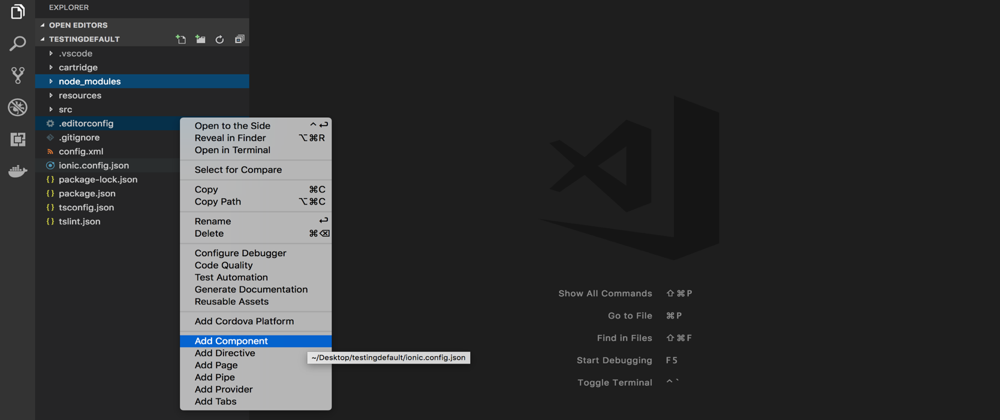 EXPLORER
OPEN EDITORS
TESTINGDEFAULT
.vscode
cartridge
node_modules
resources
src
.editorconfig
.gitignore
config.xml
ionic.config.json
{ } package-lock.json
{ } package.json
{ } tsconfig.json
{ } tslint.json
Open to the Side ⌃↩
Reveal in Finder ⌥⌘R
Open in Terminal
Select for Compare
Copy ⌘C
Copy Path ⌥⌘C
Rename ↩
Delete ⌘⌫
Configure Debugger
Code Quality
Test Automation
Generate Documentation
Reusable Assets
Add Cordova Platform
Add Component
Add Directive
Add Page
Add Pipe
Add Provider
Add Tabs
~/Desktop/testingdefault/ionic.config.json
Show All Commands ⇧⌘P
Go to File ⌘P
Find in Files ⇧⌘F
Start Debugging F5
Toggle Terminal ⌃`